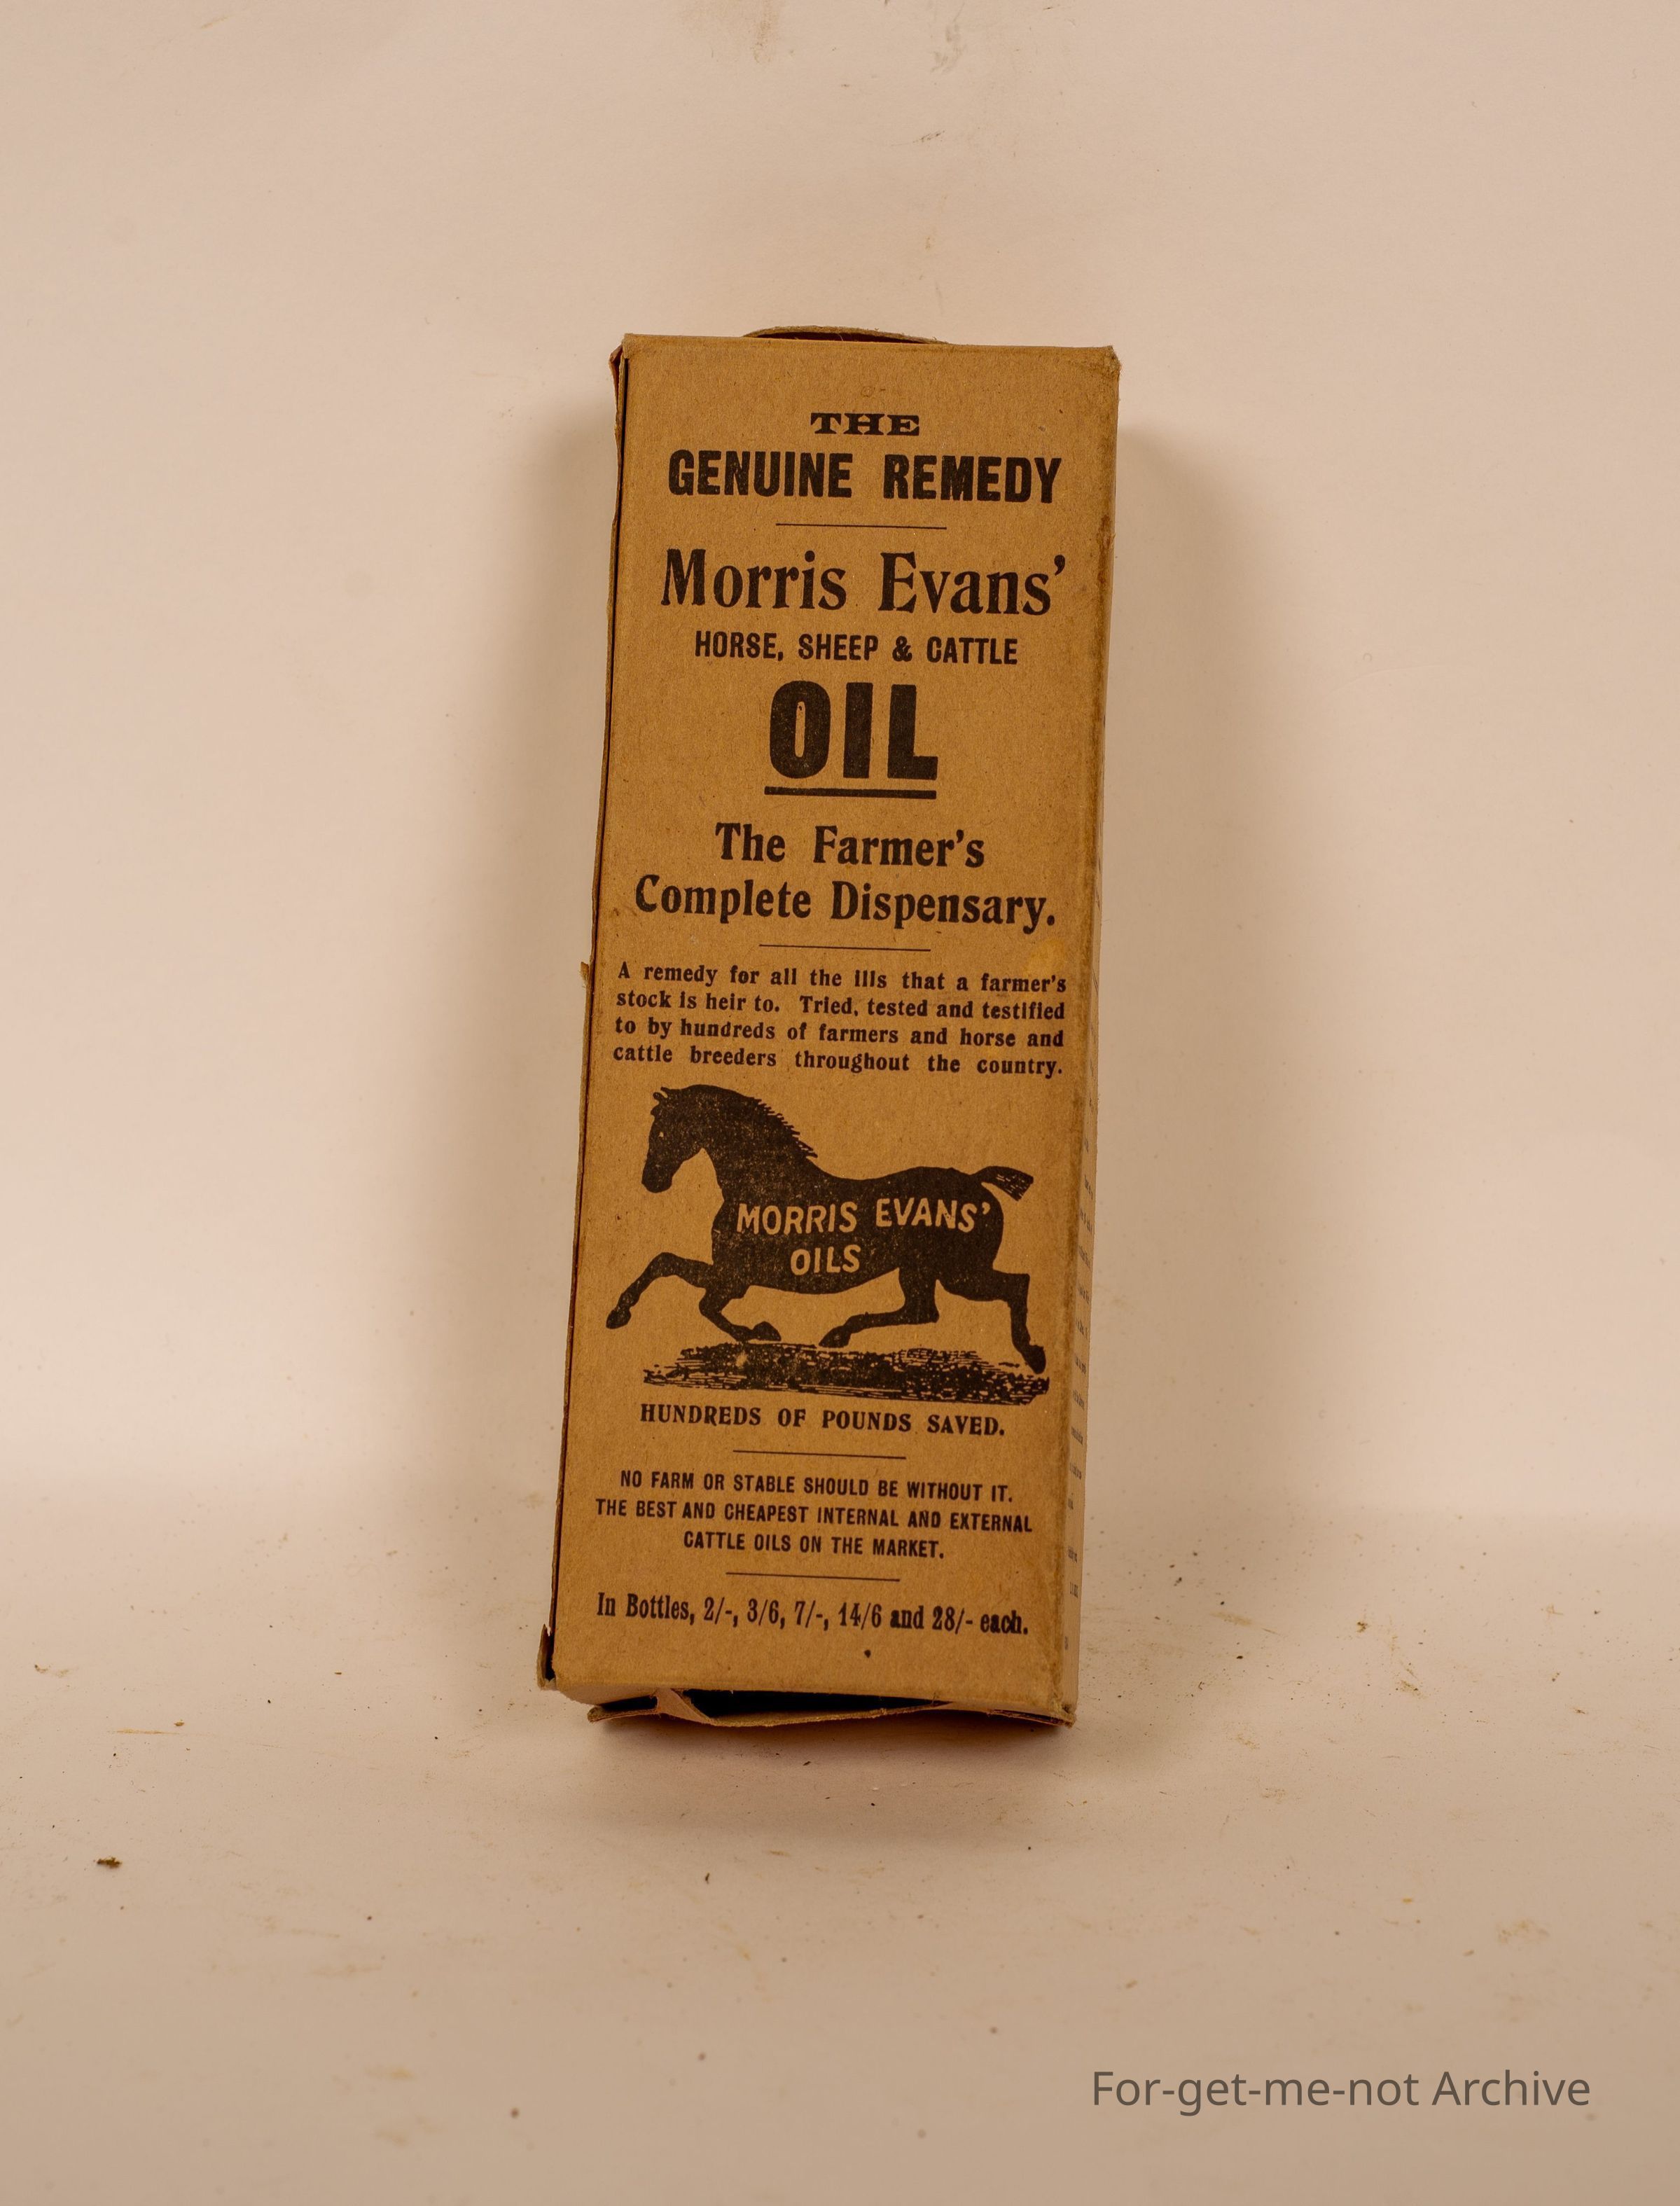 THE
GENUINE REMEDY
Morris Evans’
HORSE, SHEEP & CATTLE
OIL
The Farmer’s
Complete Dispensary.
A remedy for all the ills that a farmer’s
stock is heir to. Tried, tested and testified
to by hundreds of farmers and horse and
cattle breeders throughout the country.
MORRIS EVANS’
OILS
HUNDREDS OF POUNDS SAVED.
NO FARM OR STABLE SHOULD BE WITHOUT IT.
THE BEST AND CHEAPEST INTERNAL AND EXTERNAL
CATTLE OILS ON THE MARKET.
In Bottles, 2/-, 3/6, 7/-, 14/6 and 28/- each.
For-get-me-not Archive